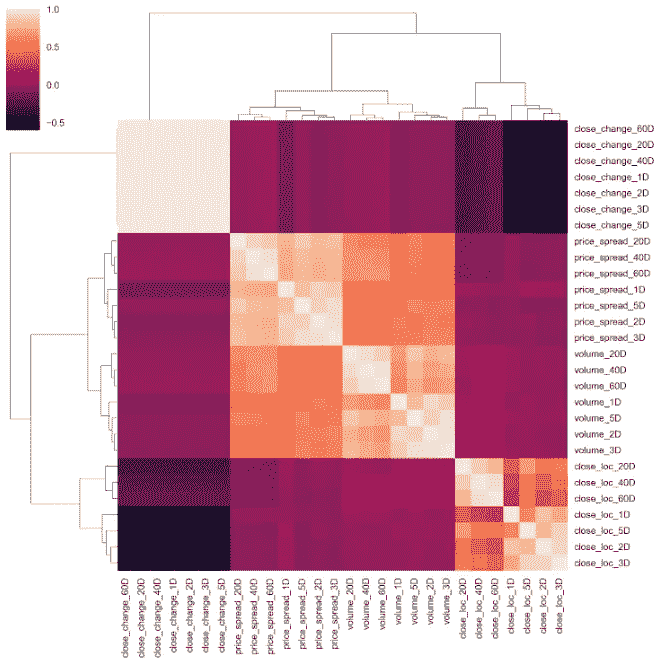 1.0
0.5
0.0
−0.5
close_change_60D
close_change_20D
close_change_40D
close_change_1D
close_change_2D
close_change_3D
close_change_5D
price_spread_20D
price_spread_40D
price_spread_60D
price_spread_1D
price_spread_5D
price_spread_2D
price_spread_3D
volume_20D
volume_40D
volume_60D
volume_1D
volume_5D
volume_2D
volume_3D
close_loc_20D
close_loc_40D
close_loc_60D
close_loc_1D
close_loc_5D
close_loc_2D
close_loc_3D
close_change_60D
close_change_20D
close_change_40D
close_change_1D
close_change_2D
close_change_3D
close_change_5D
price_spread_20D
price_spread_40D
price_spread_60D
price_spread_1D
price_spread_5D
price_spread_2D
price_spread_3D
volume_20D
volume_40D
volume_60D
volume_1D
volume_5D
volume_2D
volume_3D
close_loc_20D
close_loc_40D
close_loc_60D
close_loc_1D
close_loc_5D
close_loc_2D
close_loc_3D